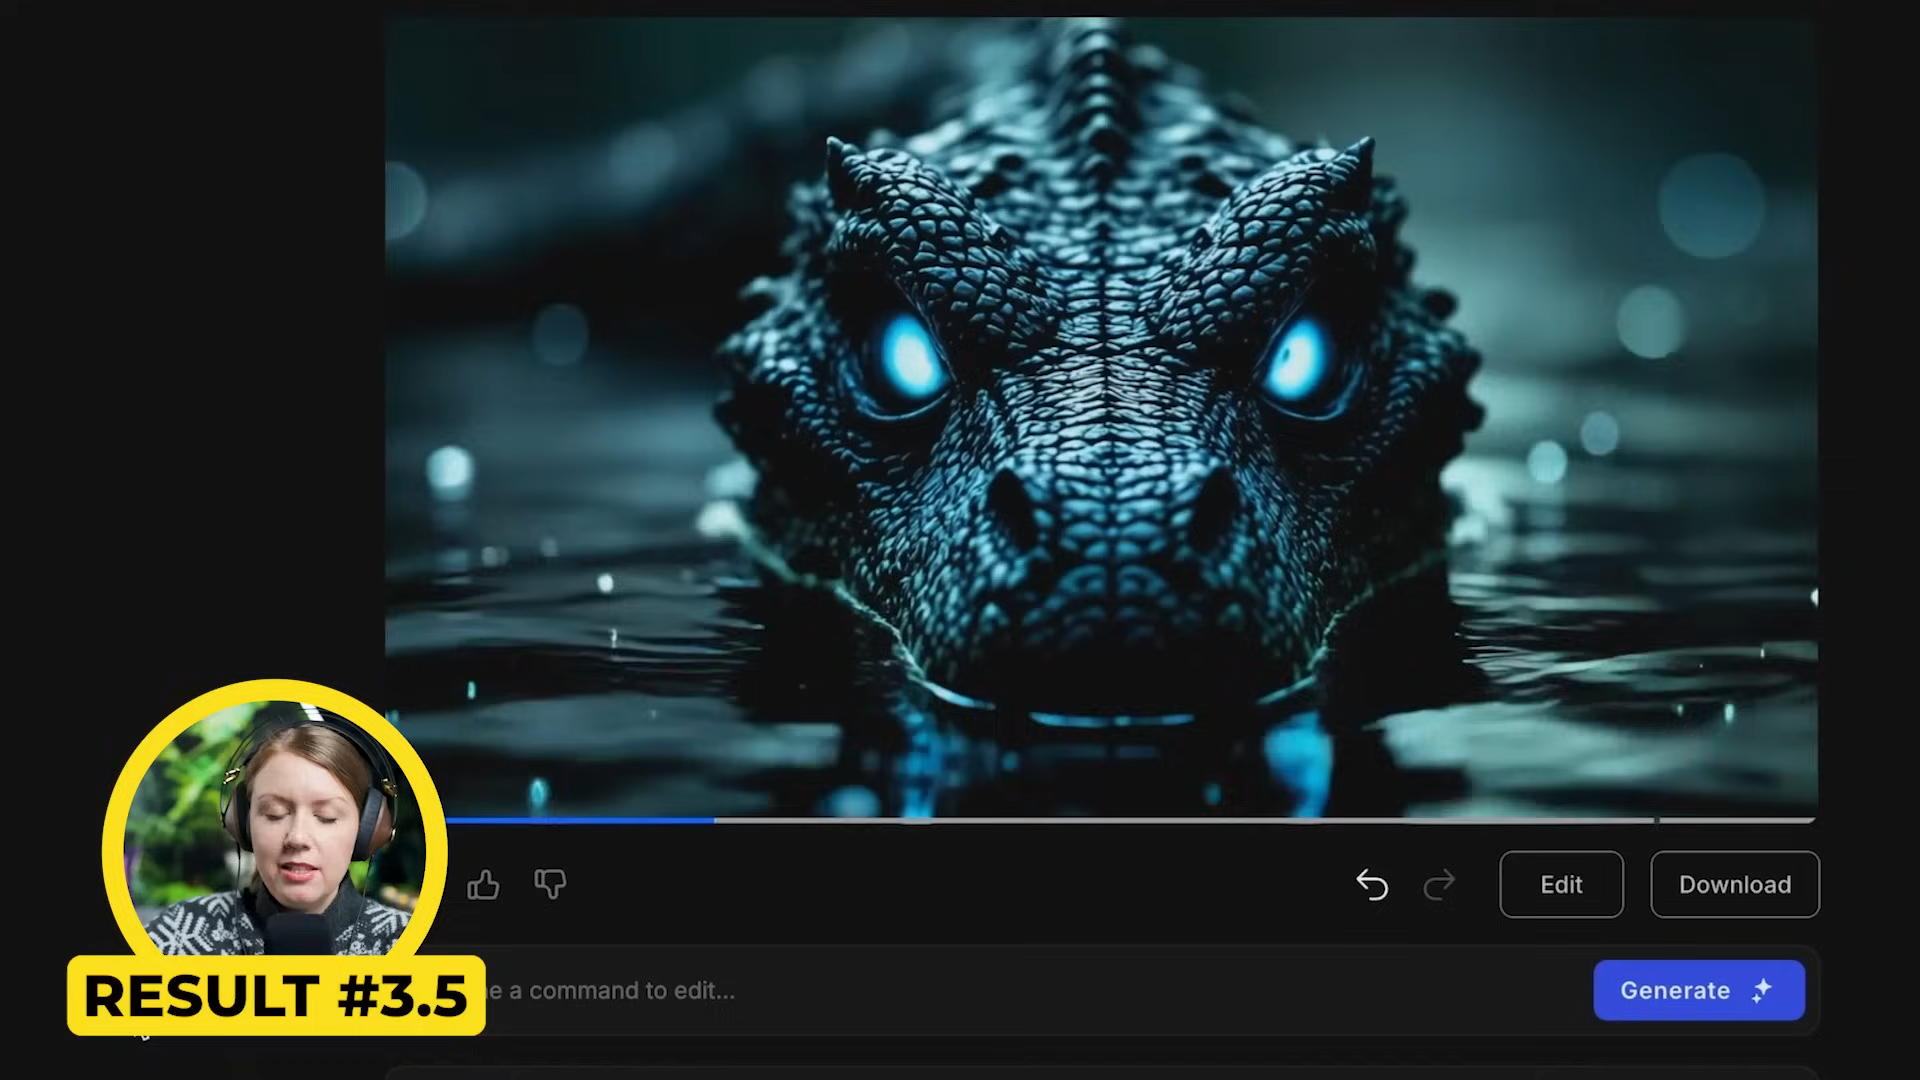 Edit
Download
e a command to edit...
Generate
RESULT #3.5